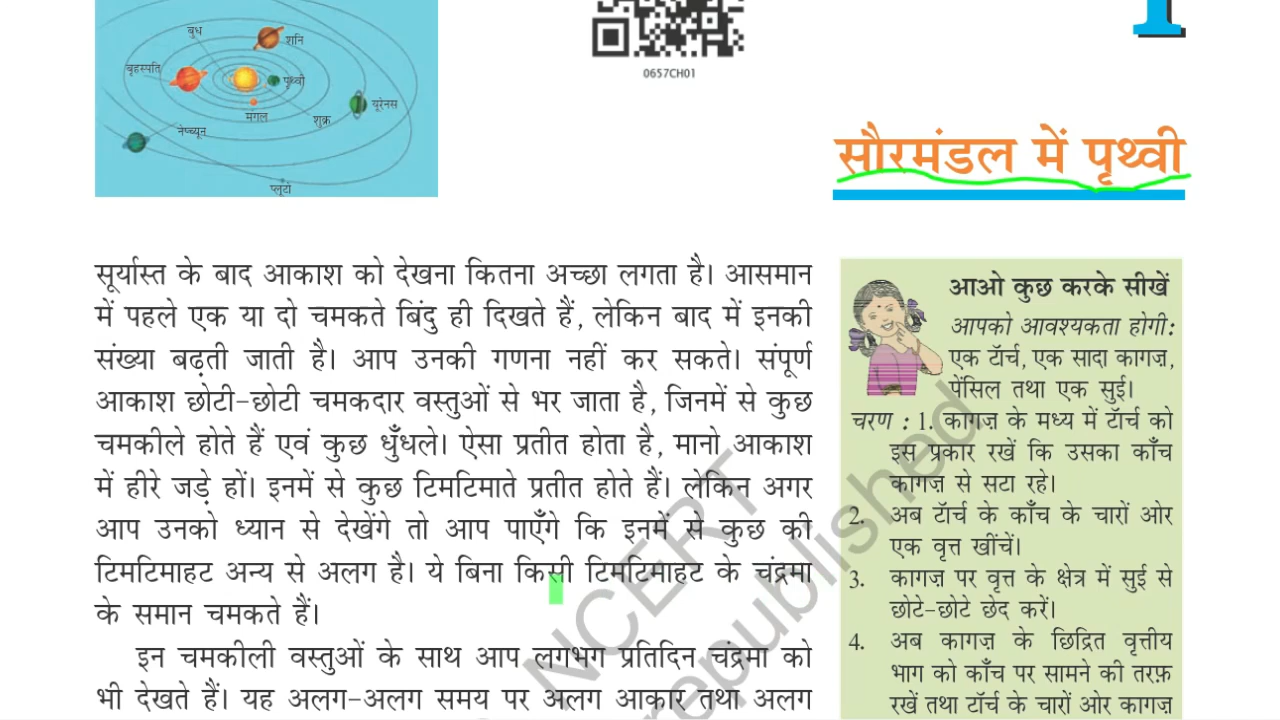 1
बुध
शनि
बृहस्पति
पृथ्वी
यूरेनस
मंगल
शुक्र
नेप्च्यून
प्लूटो
0657CH01
सौरमंडल में पृथ्वी
सूर्यास्त के बाद आकाश को देखना कितना अच्छा लगता है। आसमान
में पहले एक या दो चमकते बिंदु ही दिखते हैं, लेकिन बाद में इनकी
संख्या बढ़ती जाती है। आप उनकी गणना नहीं कर सकते। संपूर्ण
आकाश छोटी-छोटी चमकदार वस्तुओं से भर जाता है, जिनमें से कुछ
चमकीले होते हैं एवं कुछ धुँधले। ऐसा प्रतीत होता है, मानो आकाश
में हीरे जड़े हों। इनमें से कुछ टिमटिमाते प्रतीत होते हैं। लेकिन अगर
आप उनको ध्यान से देखेंगे तो आप पाएँगे कि इनमें से कुछ की
टिमटिमाहट अन्य से अलग है। ये बिना किसी टिमटिमाहट के चंद्रमा
के समान चमकते हैं।
इन चमकीली वस्तुओं के साथ आप लगभग प्रतिदिन चंद्रमा को
भी देखते हैं। यह अलग-अलग समय पर अलग आकार तथा अलग
आओ कुछ करके सीखें
आपको आवश्यकता होगी:
एक टॉर्च, एक सादा कागज़,
पेंसिल तथा एक सुई।
चरण : 1. कागज़ के मध्य में टॉर्च को
इस प्रकार रखें कि उसका काँच
कागज़ से सटा रहे।
2. अब टॉर्च के काँच के चारों ओर
एक वृत्त खींचें।
3. कागज़ पर वृत्त के क्षेत्र में सुई से
छोटे-छोटे छेद करें।
4. अब कागज़ के छिद्रित वृत्तीय
भाग को काँच पर सामने की तरफ़
रखें तथा टॉर्च के चारों ओर कागज़
NCERT
republished